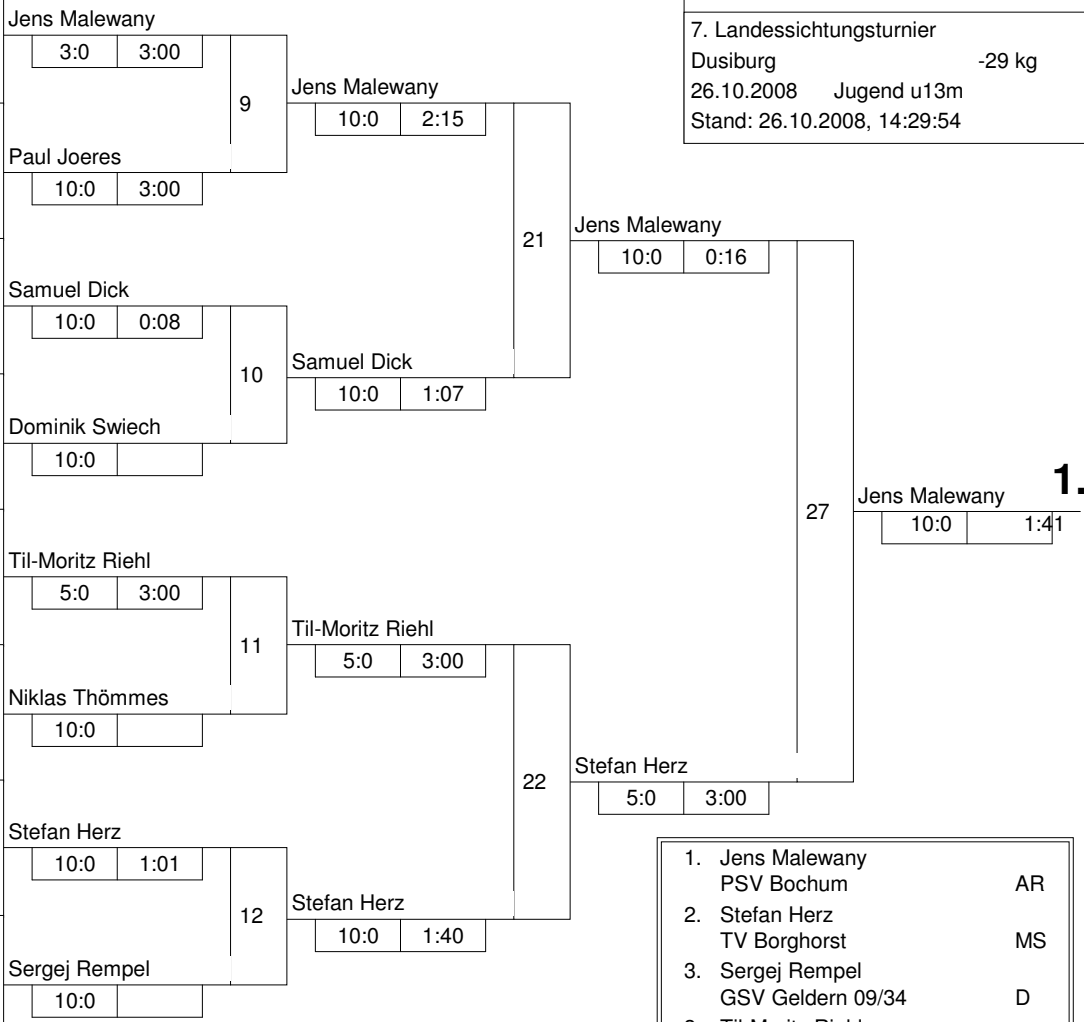 7. Landessichtungsturnier
Dusiburg -29 kg
26.10.2008 Jugend u13m
Stand: 26.10.2008, 14:29:54
Jens Malewany
3:0 3:00
9
Paul Joeres
10:0 3:00
Samuel Dick
10:0 0:08
10
Dominik Swiech
10:0
Til-Moritz Riehl
5:0 3:00
11
Niklas Thömmes
10:0
Stefan Herz
10:0 1:01
12
Sergej Rempel
10:0
Jens Malewany
10:0 2:15
21
Samuel Dick
10:0 1:07
Til-Moritz Riehl
5:0 3:00
22
Stefan Herz
10:0 1:40
Jens Malewany
10:0 0:16
27
Stefan Herz
5:0 3:00
Jens Malewany 1.
10:0 1:41
1. Jens Malewany
PSV Bochum AR
2. Stefan Herz
TV Borghorst MS
3. Sergej Rempel
GSV Geldern 09/34 D
3. Til-Moritz Riehl